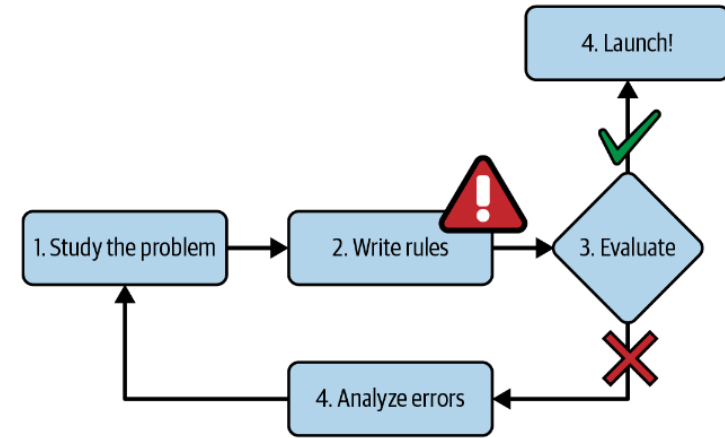 4. Launch!
1. Study the problem
2. Write rules
3. Evaluate
4. Analyze errors